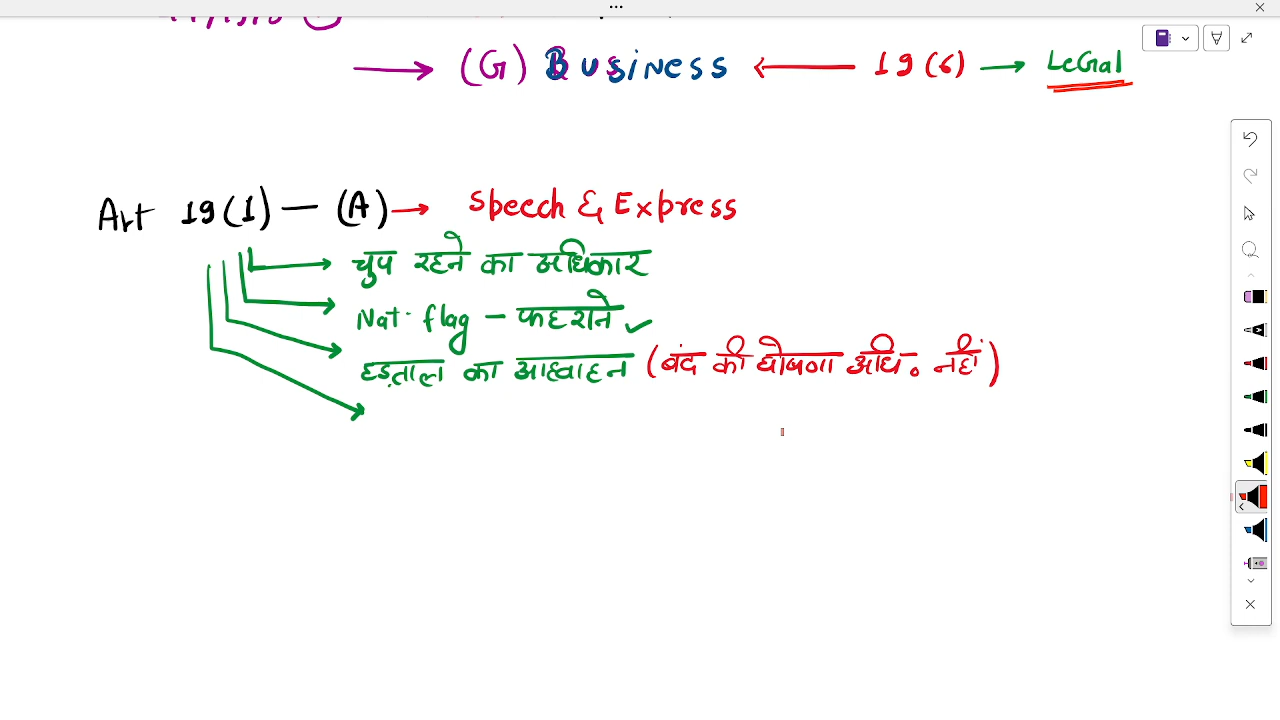 (G) Business ← 19(6) → LeGal
Art 19(1) — (A) → Speech & Express
चुप रहने का अधिकार
Nat. flag – फहराने ✓
हड़ताल का आहवाहन (बंद की घोषणा अधि॰ नहीं)